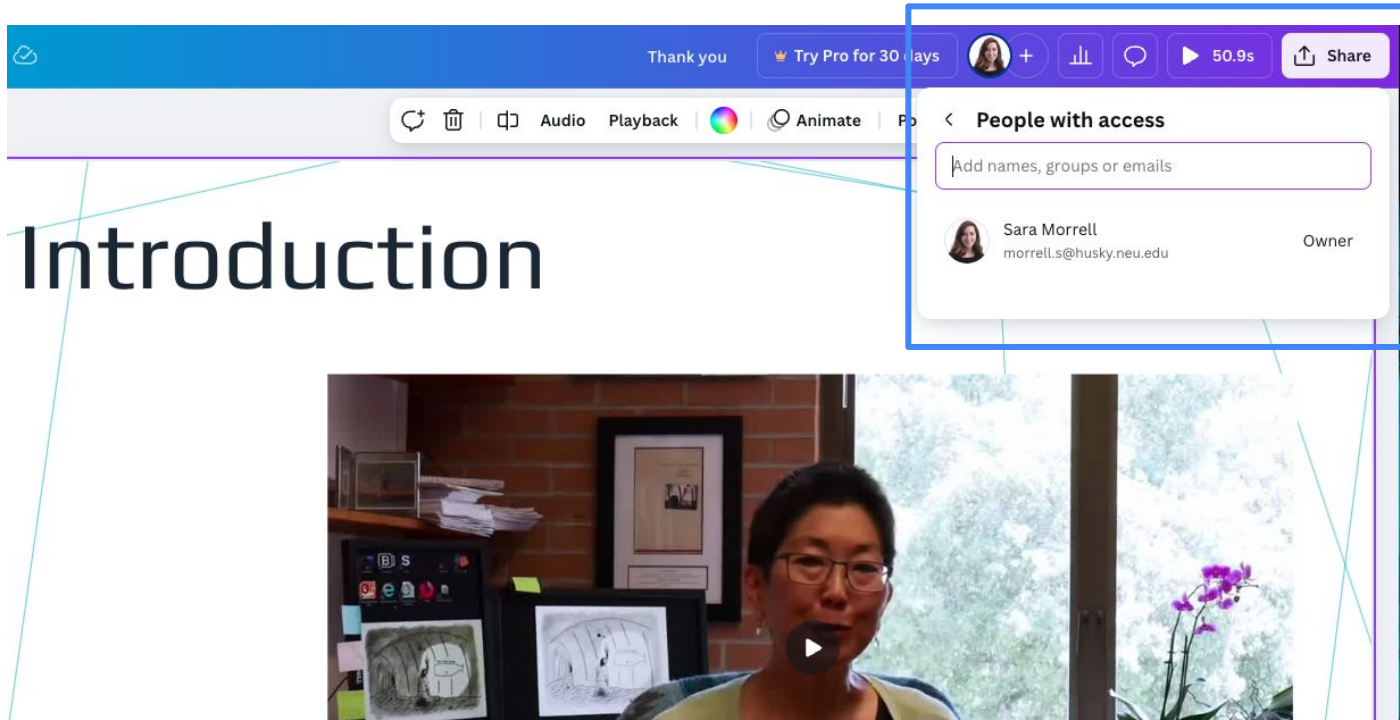 Thank you
Try Pro for 30 days
50.9s
Share
Audio
Playback
Animate
Po
People with access
Add names, groups or emails
Sara Morrell
morrell.s@husky.neu.edu
Owner
Introduction
B S